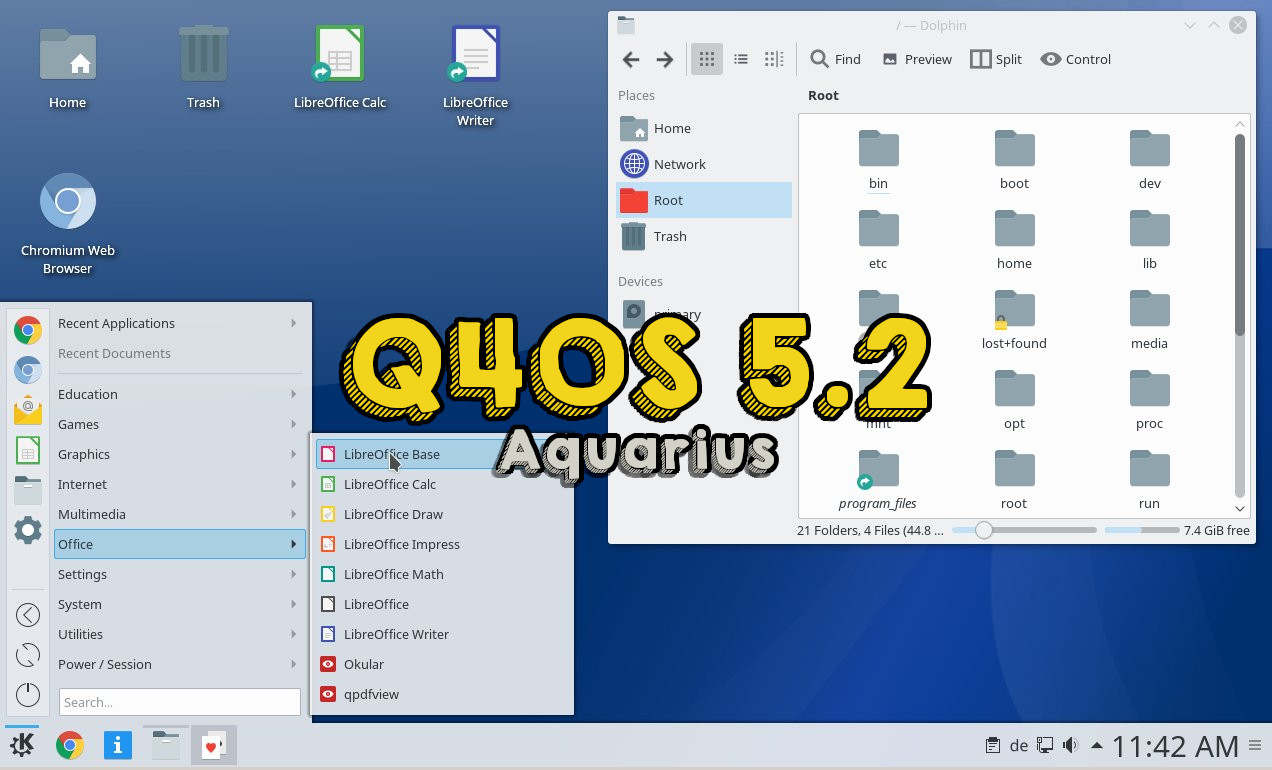 Home
Trash
LibreOffice Calc
LibreOffice
Writer
Chromium Web
Browser
/ — Dolphin
Find
Preview
Split
Control
Places
Root
Home
Network
Root
Trash
Devices
primary
bin
boot
dev
etc
home
lib
lost+found
media
mnt
opt
proc
program_files
root
run
21 Folders, 4 Files (44.8 ...
7.4 GiB free
Q4OS 5.2
Aquarius
Recent Applications
Recent Documents
Education
Games
Graphics
Internet
Multimedia
Office
Settings
System
Utilities
Power / Session
Search...
LibreOffice Base
LibreOffice Calc
LibreOffice Draw
LibreOffice Impress
LibreOffice Math
LibreOffice
LibreOffice Writer
Okular
qpdfview
de
11:42 AM